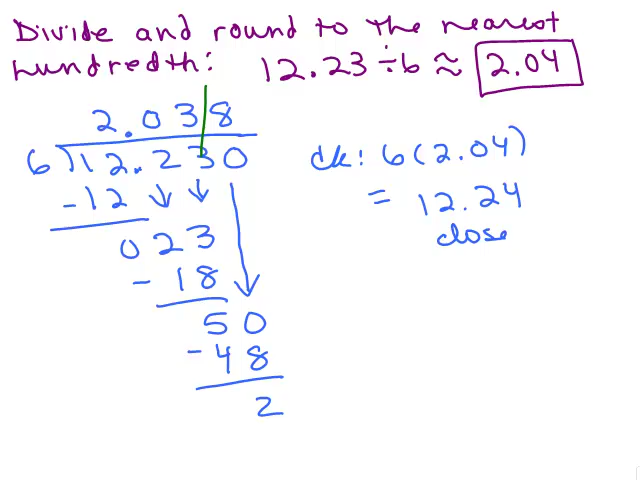 Divide and round to the nearest
hundredth: 12.23 ÷ 6 ≈ 2.04
2.038
6)12.230
-12
023
-18
50
-48
2
ck: 6(2.04)
= 12.24
close